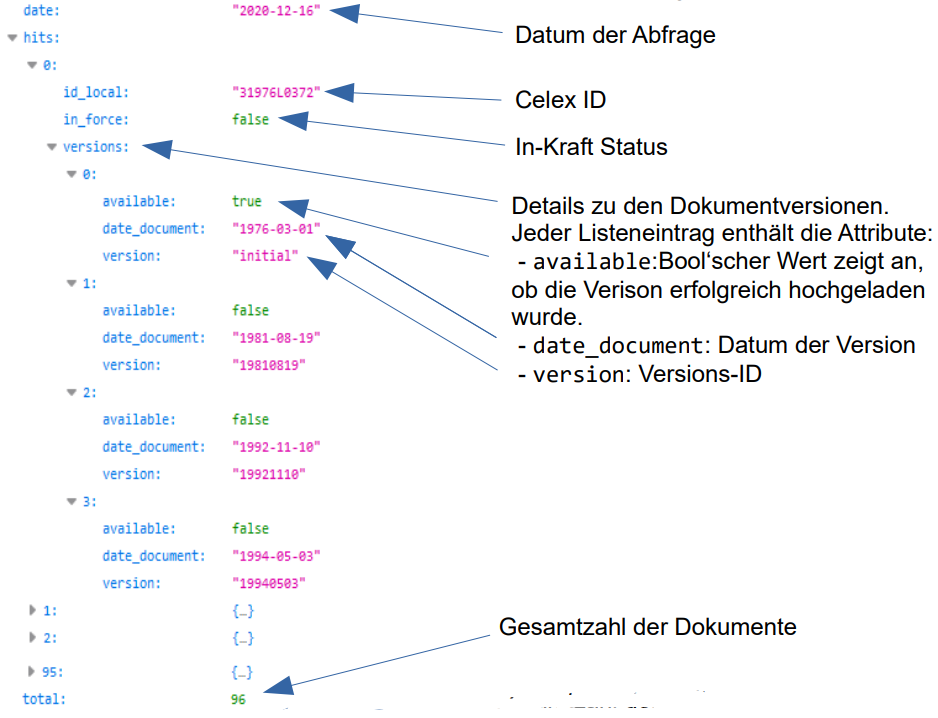 date: "2020-12-16"
Datum der Abfrage
hits:
0:
id_local: "31976L0372"
Celex ID
in_force: false
In-Kraft Status
versions:
0:
available: true
date_document: "1976-03-01"
version: "initial"
Details zu den Dokumentversionen.
Jeder Listeneintrag enthält die Attribute:
- available:Bool‘scher Wert zeigt an,
ob die Verison erfolgreich hochgeladen
wurde.
- date_document: Datum der Version
- version: Versions-ID
1:
available: false
date_document: "1981-08-19"
version: "19810819"
2:
available: false
date_document: "1992-11-10"
version: "19921110"
3:
available: false
date_document: "1994-05-03"
version: "19940503"
1: {…}
2: {…}
Gesamtzahl der Dokumente
95: {…}
total: 96